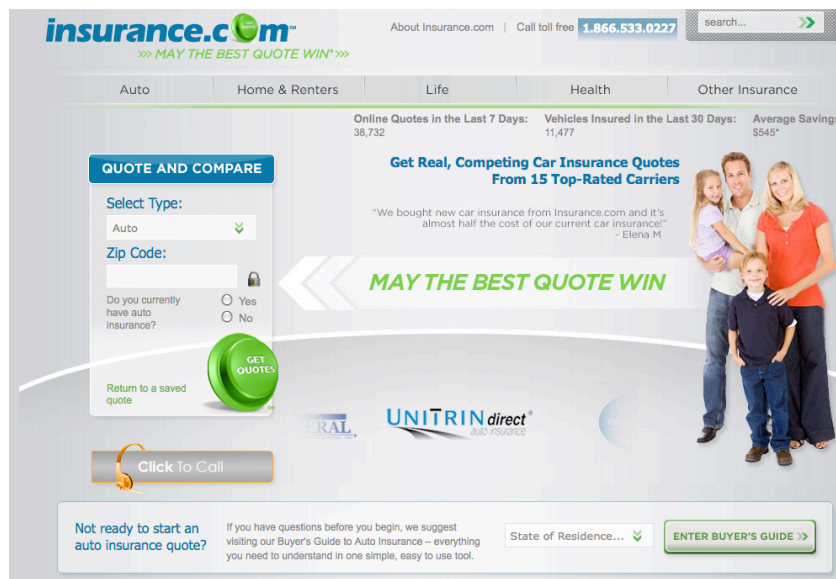 insurance.com™
GET QUOTES
>>> MAY THE BEST QUOTE WIN® >>>
About Insurance.com | Call toll free 1.866.533.0227
search...
Auto
Home & Renters
Life
Health
Other Insurance
Online Quotes in the Last 7 Days:
38,732
Vehicles Insured in the Last 30 Days:
11,477
Average Savings
$545*
QUOTE AND COMPARE
Select Type:
Auto
Zip Code:
Do you currently
have auto
insurance?
Yes
No
GET
QUOTES
Return to a saved
quote
Get Real, Competing Car Insurance Quotes
From 15 Top-Rated Carriers
"We bought new car insurance from Insurance.com and it's
almost half the cost of our current car insurance!"
- Elena M
MAY THE BEST QUOTE WIN
ERAL
UNITRIN direct®
auto insurance
Click To Call
Not ready to start an
auto insurance quote?
If you have questions before you begin, we suggest
visiting our Buyer's Guide to Auto Insurance – everything
you need to understand in one simple, easy to use tool.
State of Residence...
ENTER BUYER'S GUIDE >>